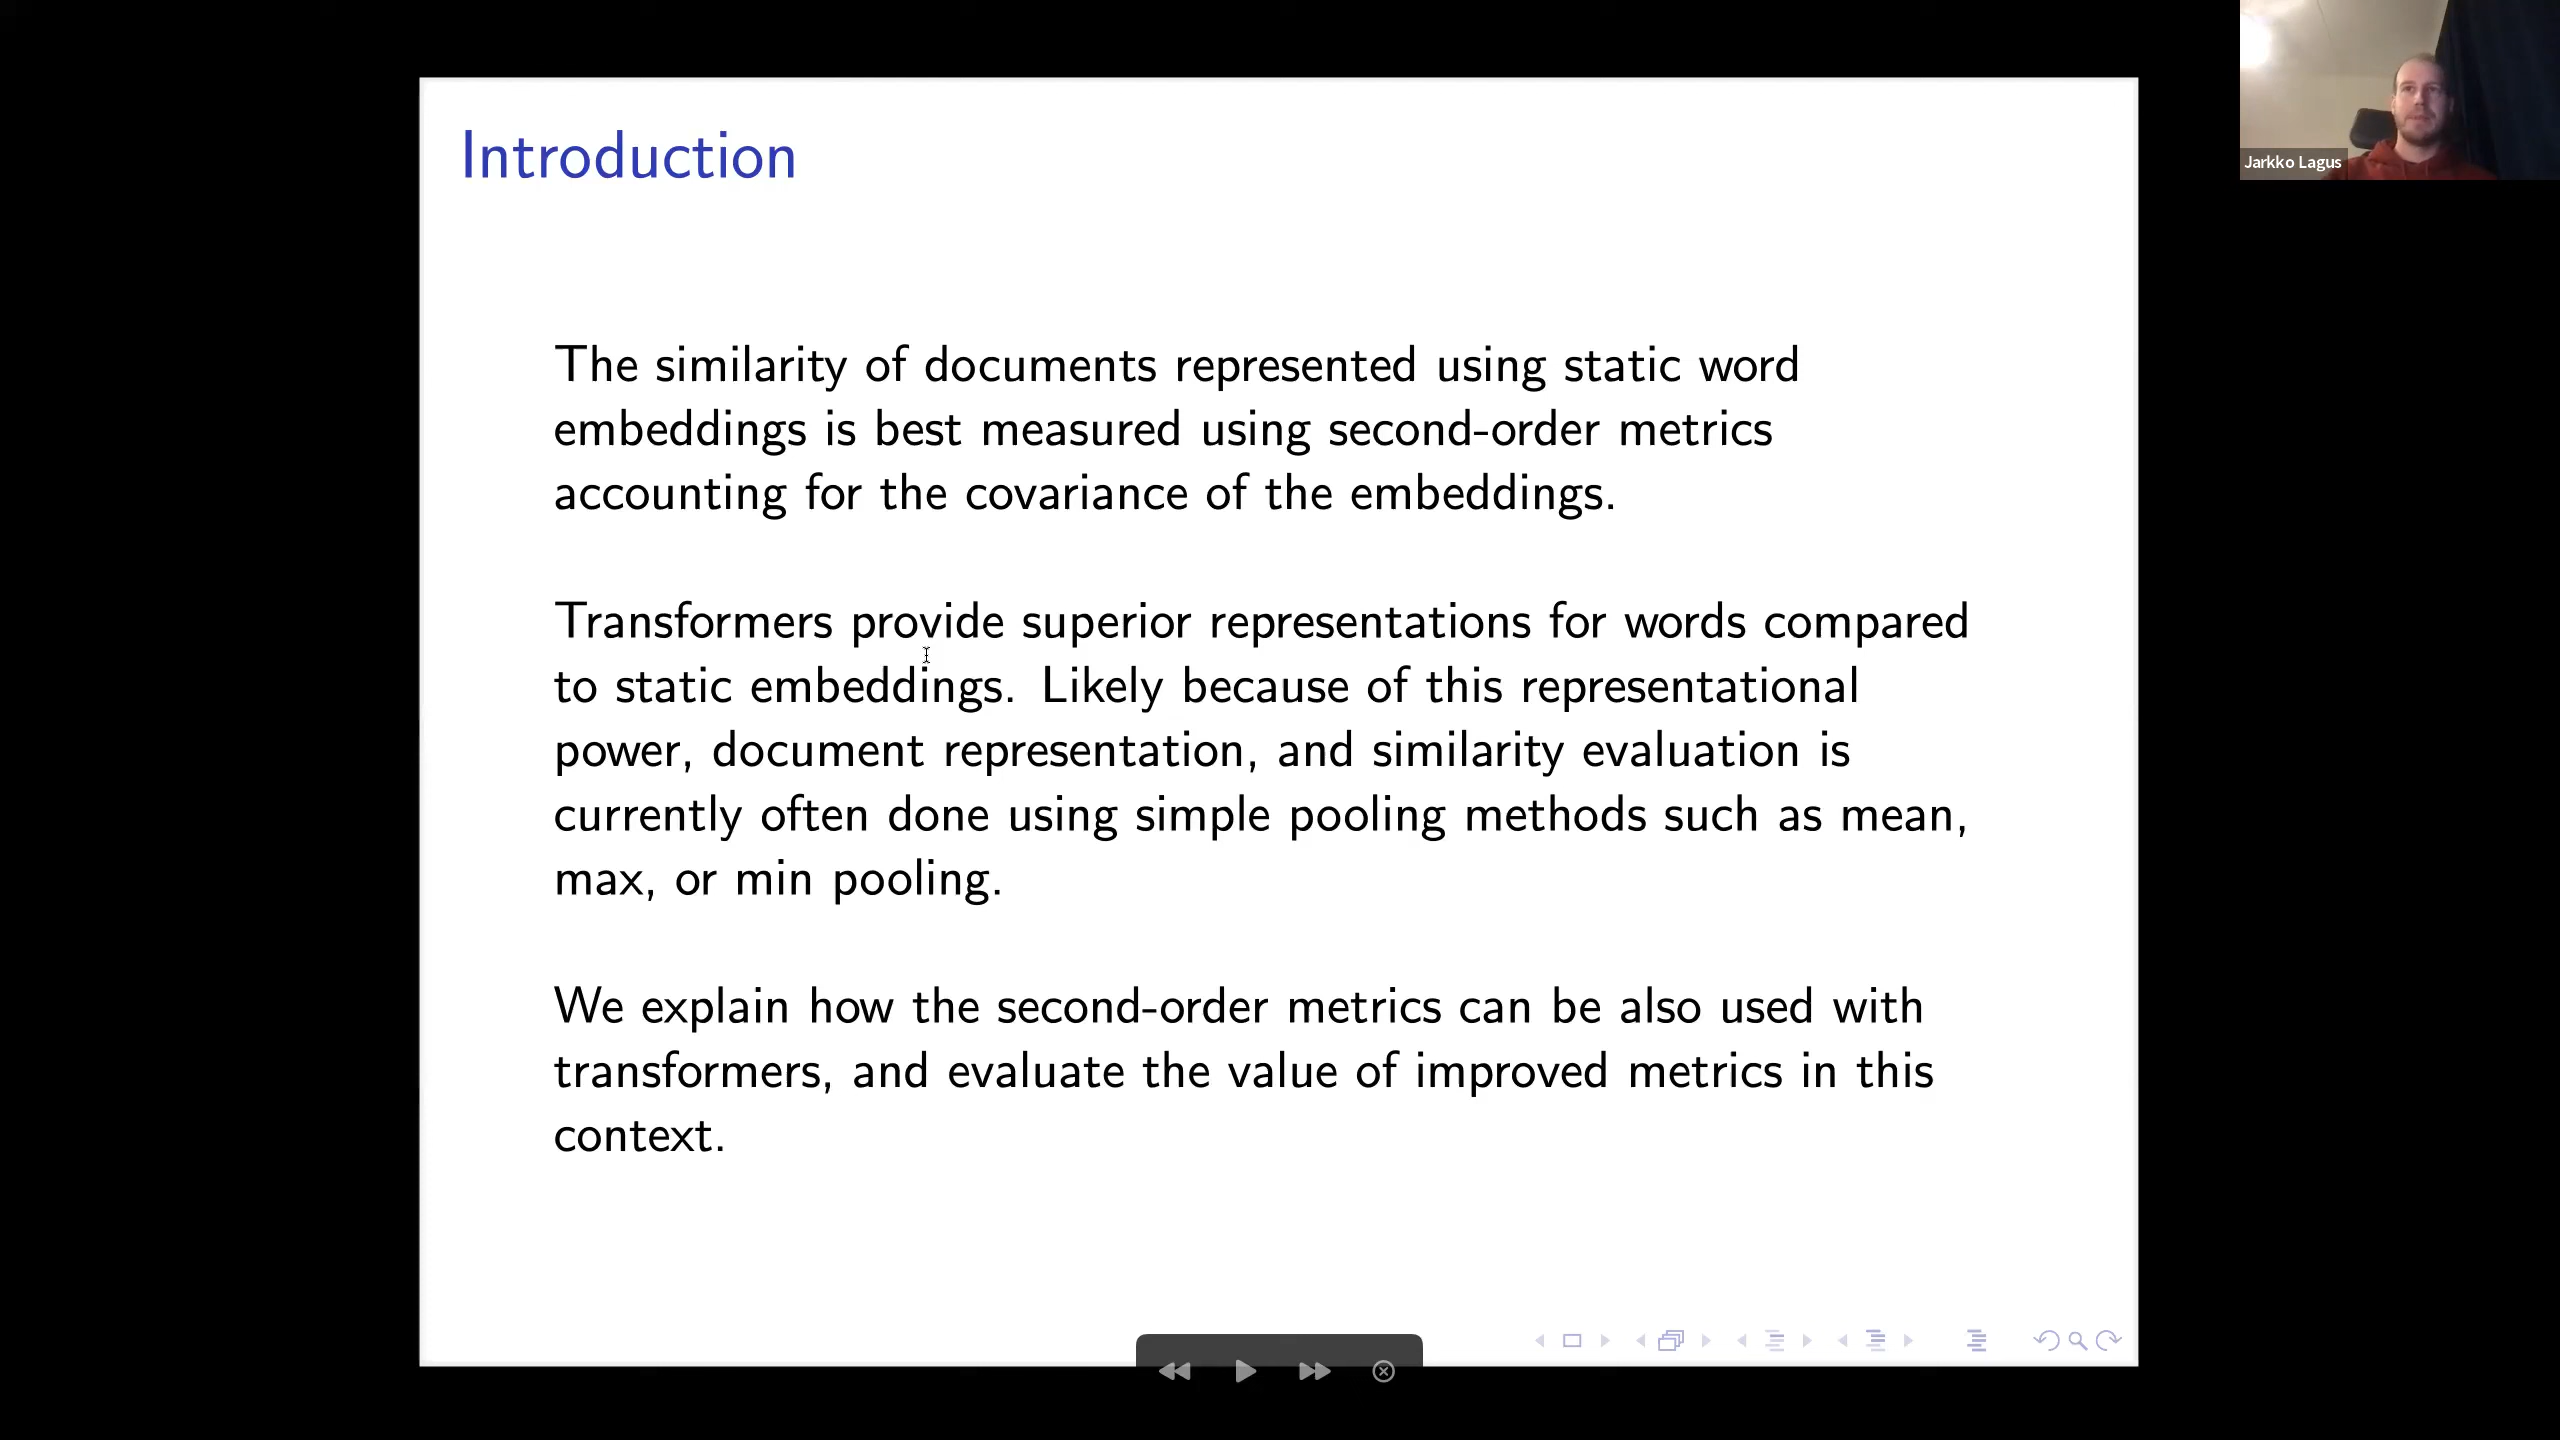 Introduction
The similarity of documents represented using static word
embeddings is best measured using second-order metrics
accounting for the covariance of the embeddings.
Transformers provide superior representations for words compared
to static embeddings. Likely because of this representational
power, document representation, and similarity evaluation is
currently often done using simple pooling methods such as mean,
max, or min pooling.
We explain how the second-order metrics can be also used with
transformers, and evaluate the value of improved metrics in this
context.
Jarkko Lagus